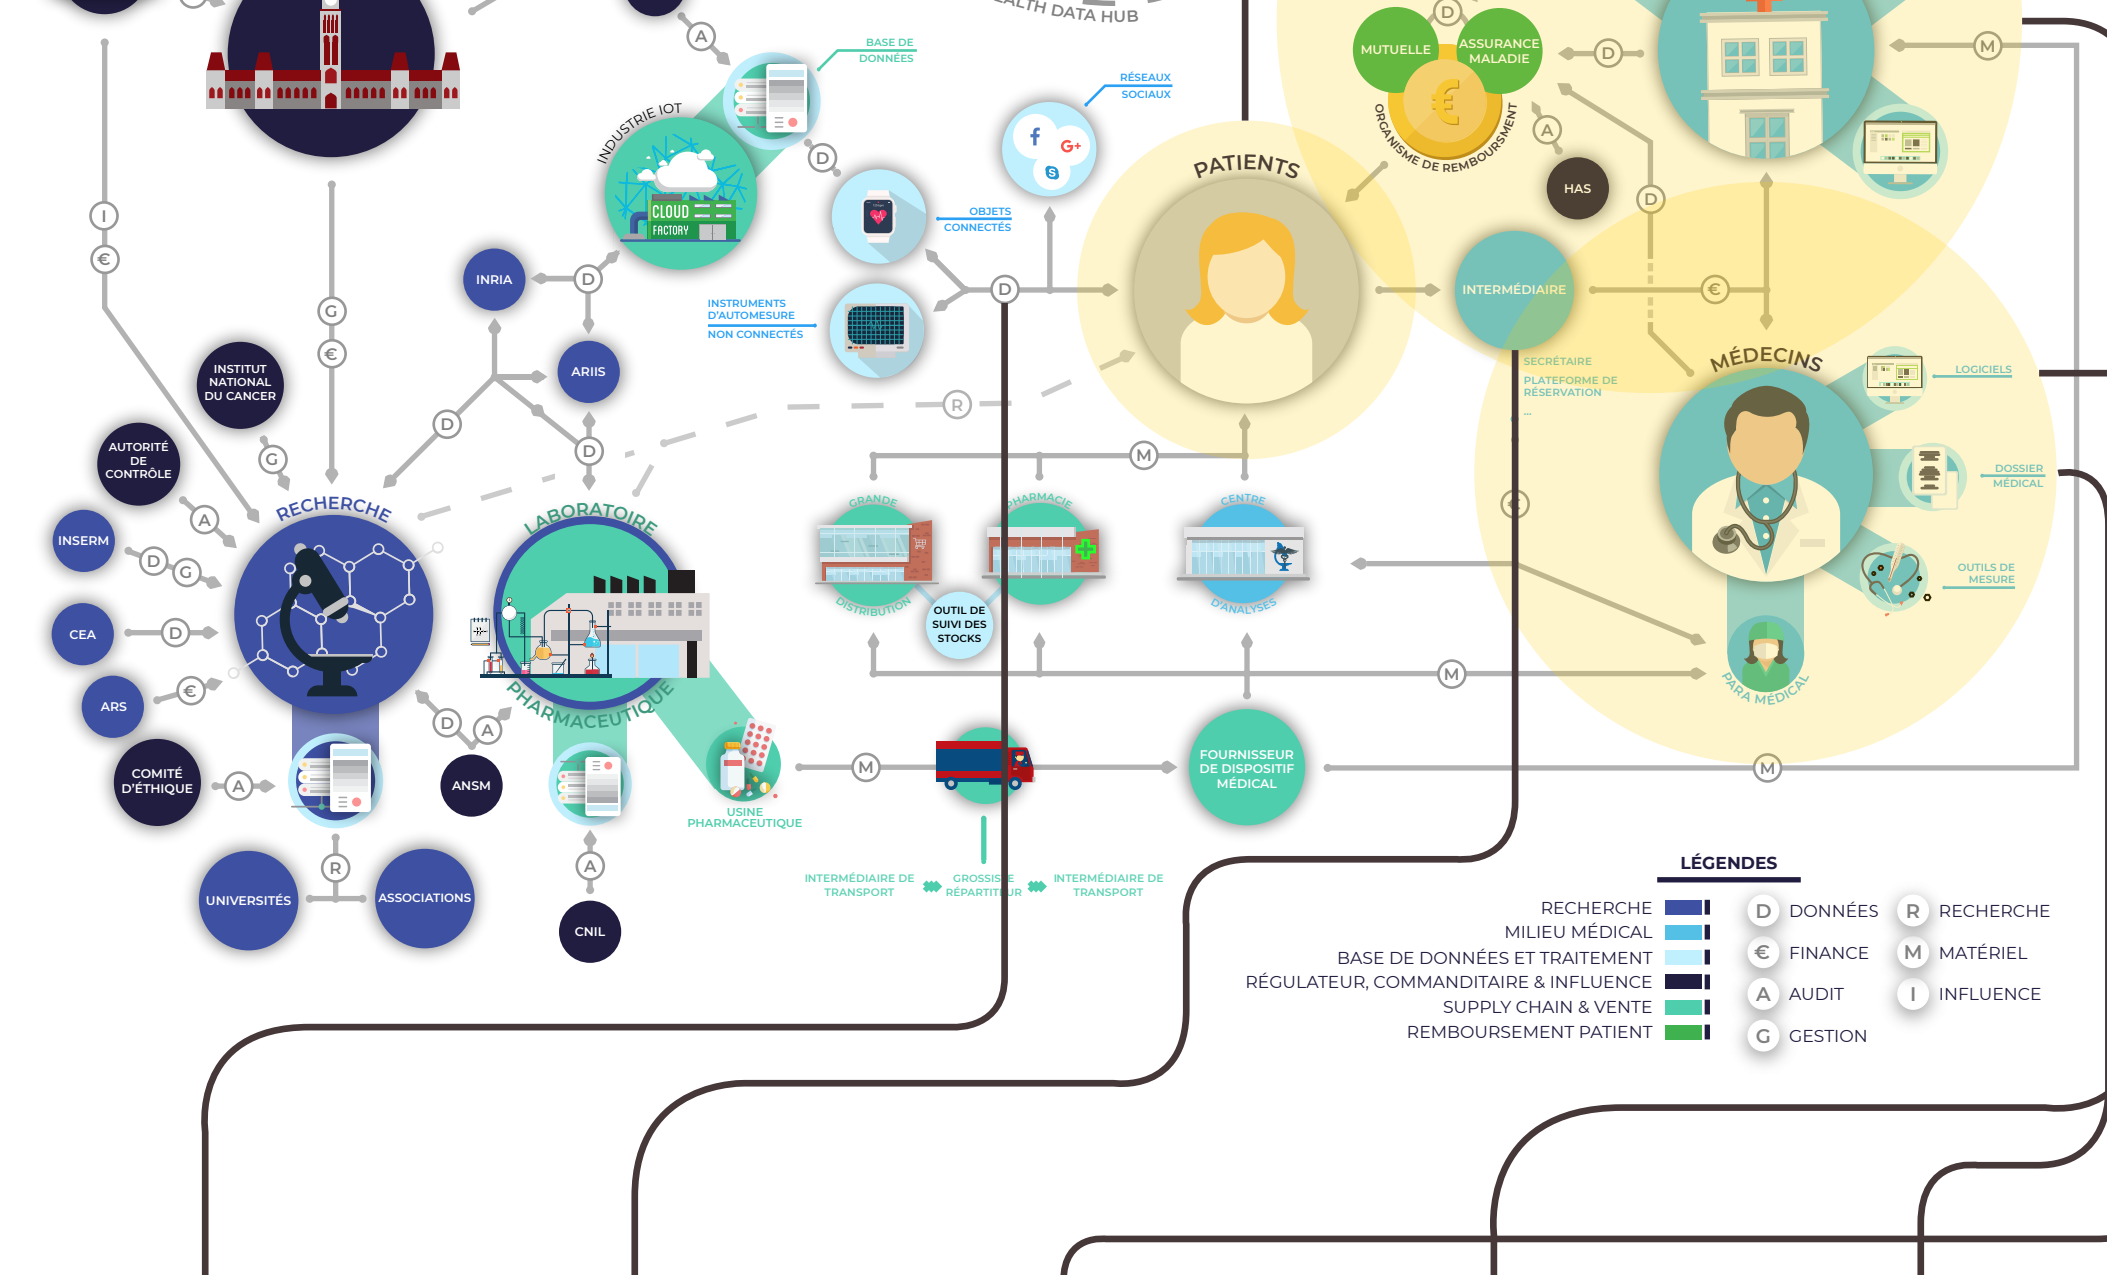 HEALTH DATA HUB
D
MUTUELLE
ASSURANCE
MALADIE
D
M
A
BASE DE
DONNÉES
RÉSEAUX
SOCIAUX
ORGANISME DE REMBOURSMENT
A
HAS
INDUSTRIE IOT
CLOUD
FACTORY
D
G+
PATIENTS
OBJETS
CONNECTÉS
D
I
€
INRIA
D
D
INTERMÉDIAIRE
€
INSTRUMENTS
D'AUTOMESURE
NON CONNECTÉS
G
€
ARIIS
SECRÉTAIRE
PLATEFORME DE
RÉSERVATION
...
MÉDECINS
LOGICIELS
INSTITUT
NATIONAL
DU CANCER
D
R
AUTORITÉ
DE
CONTRÔLE
G
D
M
DOSSIER
MÉDICAL
RECHERCHE
LABORATOIRE
PHARMACEUTIQUE
GRANDE
DISTRIBUTION
PHARMACIE
CENTRE
D'ANALYSES
€
A
INSERM
D
G
OUTILS DE
MESURE
OUTIL DE
SUIVI DES
STOCKS
CEA
D
PARA MÉDICAL
M
ARS
€
D
A
COMITÉ
D'ÉTHIQUE
A
ANSM
USINE
PHARMACEUTIQUE
M
FOURNISSEUR
DE DISPOSITIF
MÉDICAL
M
R
A
UNIVERSITÉS
ASSOCIATIONS
CNIL
INTERMÉDIAIRE DE
TRANSPORT
GROSSISTE
RÉPARTITEUR
INTERMÉDIAIRE DE
TRANSPORT
LÉGENDES
RECHERCHE
MILIEU MÉDICAL
BASE DE DONNÉES ET TRAITEMENT
RÉGULATEUR, COMMANDITAIRE & INFLUENCE
SUPPLY CHAIN & VENTE
REMBOURSEMENT PATIENT
D DONNÉES
€ FINANCE
A AUDIT
G GESTION
R RECHERCHE
M MATÉRIEL
I INFLUENCE